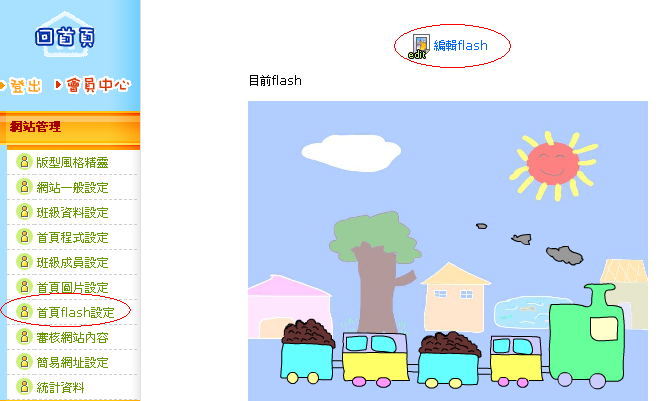 回首頁
登出
會員中心
網站管理
版型風格精靈
網站一般設定
班級資料設定
首頁程式設定
班級成員設定
首頁圖片設定
首頁flash設定
審核網站內容
簡易網址設定
統計資料
edit
編輯flash
目前flash